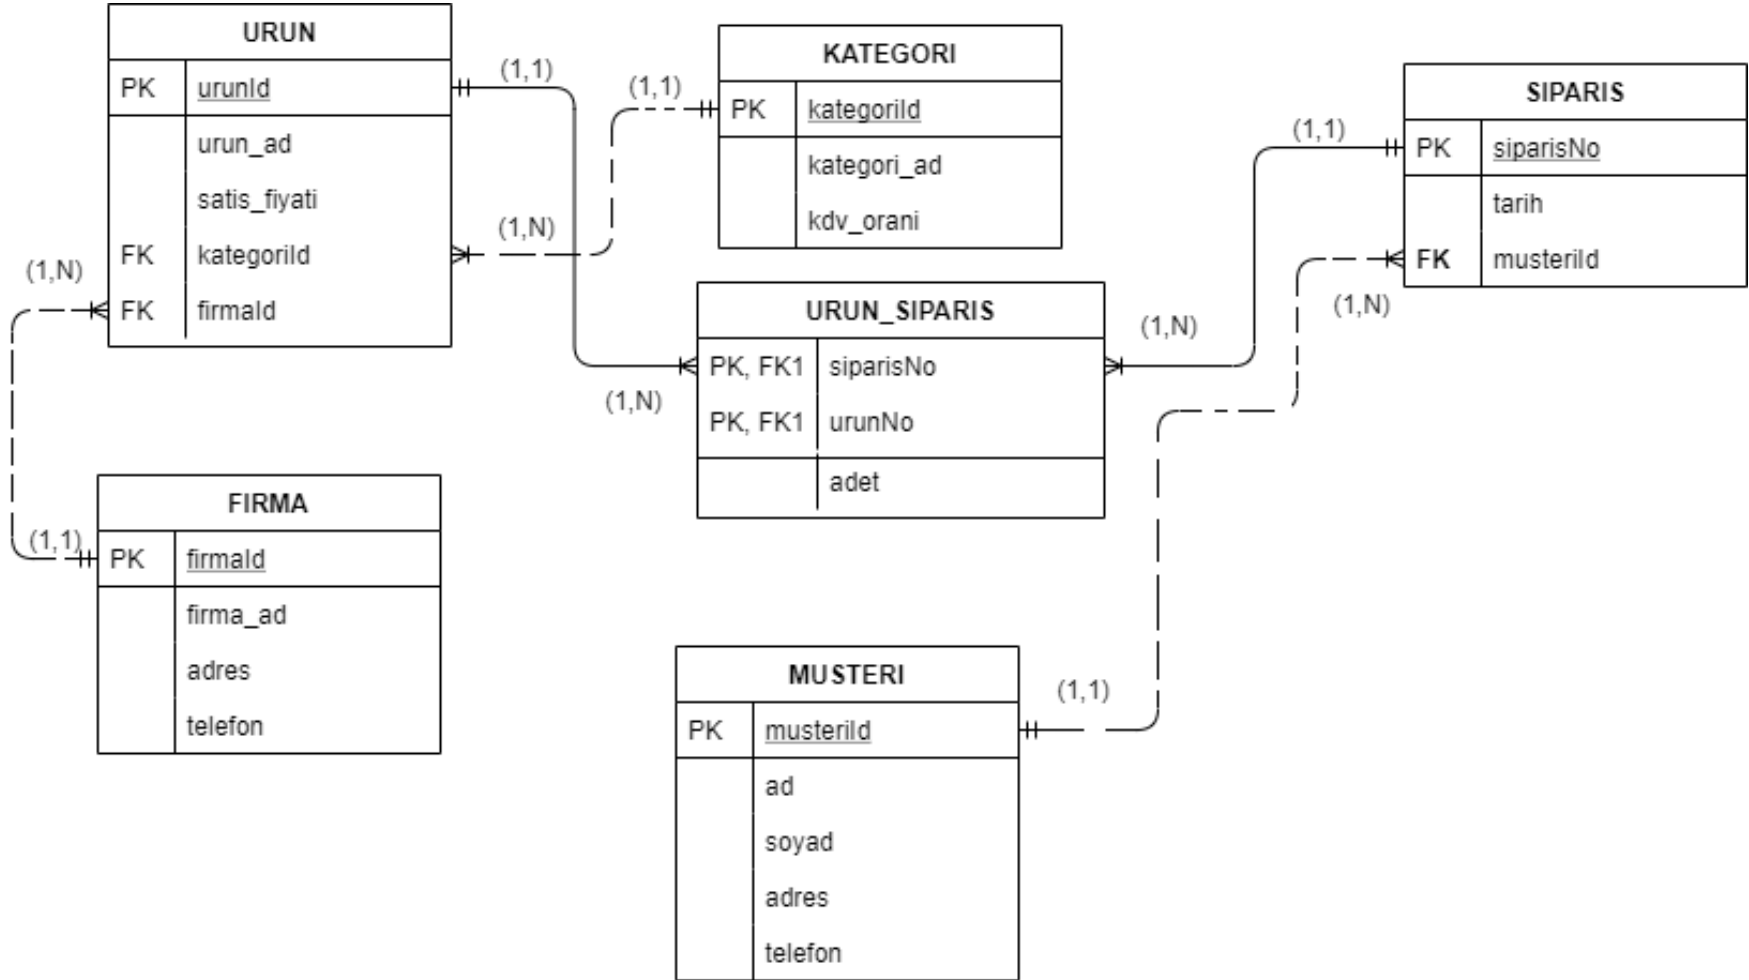 URUN
PK urunId
urun_ad
satis_fiyati
FK kategoriId
FK firmaId
(1,1)
(1,N)
(1,N)
KATEGORI
(1,1)
PK kategoriId
kategori_ad
kdv_orani
SIPARIS
(1,1)
PK siparisNo
tarih
FK musteriId
(1,N)
URUN_SIPARIS
PK, FK1 siparisNo
PK, FK1 urunNo
adet
(1,N)
(1,N)
FIRMA
(1,1)
PK firmaId
firma_ad
adres
telefon
MUSTERI
PK musteriId
ad
soyad
adres
telefon
(1,1)